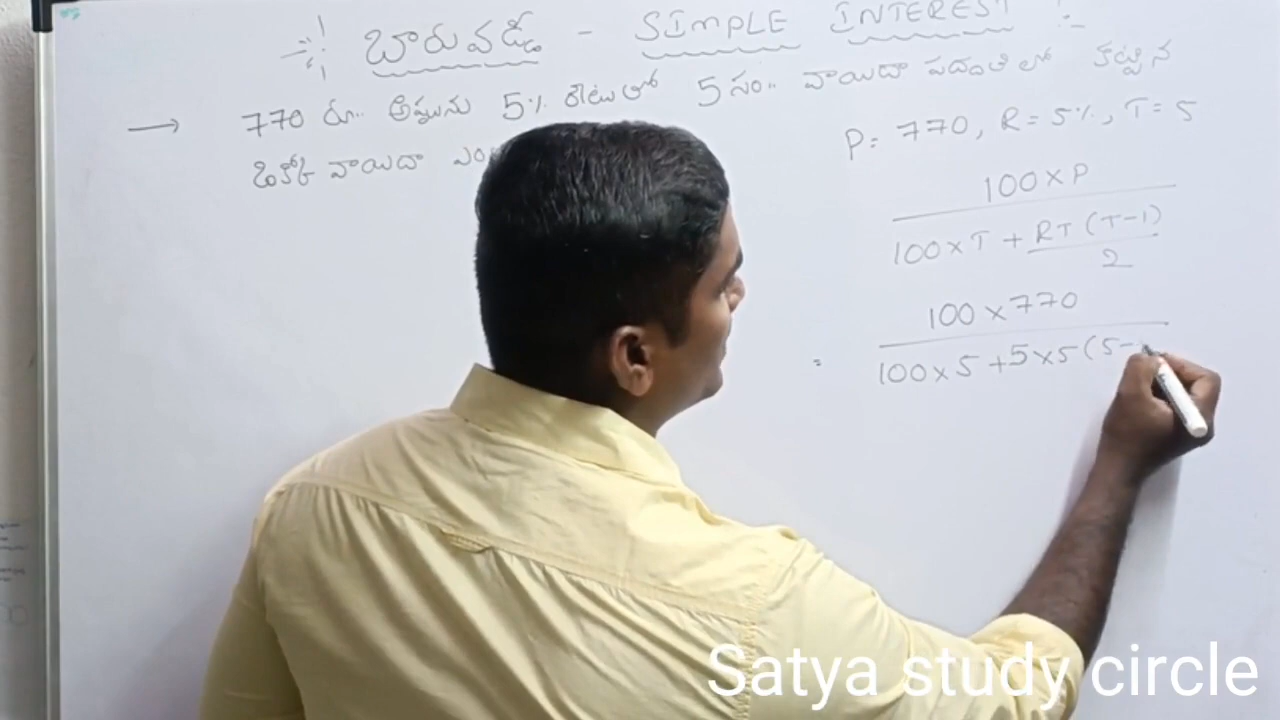 బారువడ్డీ - SIMPLE INTEREST :-
→ 770 రూ.. అప్పును 5% రేటులో 5 సం.. వాయిదా పద్దతి లో కట్టిన
ఒకోక్క వాయిదా
P= 770, R = 5%, T= 5
100×P
100×T + RT (T-1)
2
100×770
=
100×5 +5×5(5-
Satya study circle